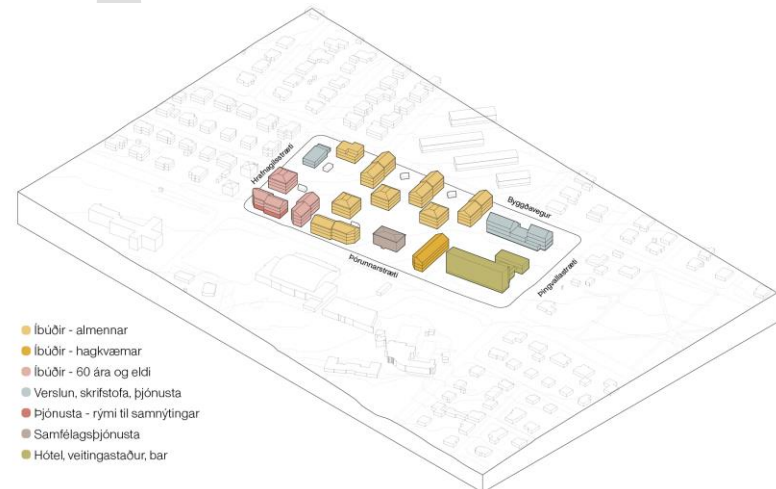 Hrafnagilsstræti
Byggðavegur
Þórunnarstræti
Þingvallastræti
Íbúðir - almennar
Íbúðir - hagkvæmar
Íbúðir - 60 ára og eldi
Verslun, skrifstofa, þjónusta
Þjónusta - rými til samnýtingar
Samfélagsþjónusta
Hótel, veitingastaður, bar